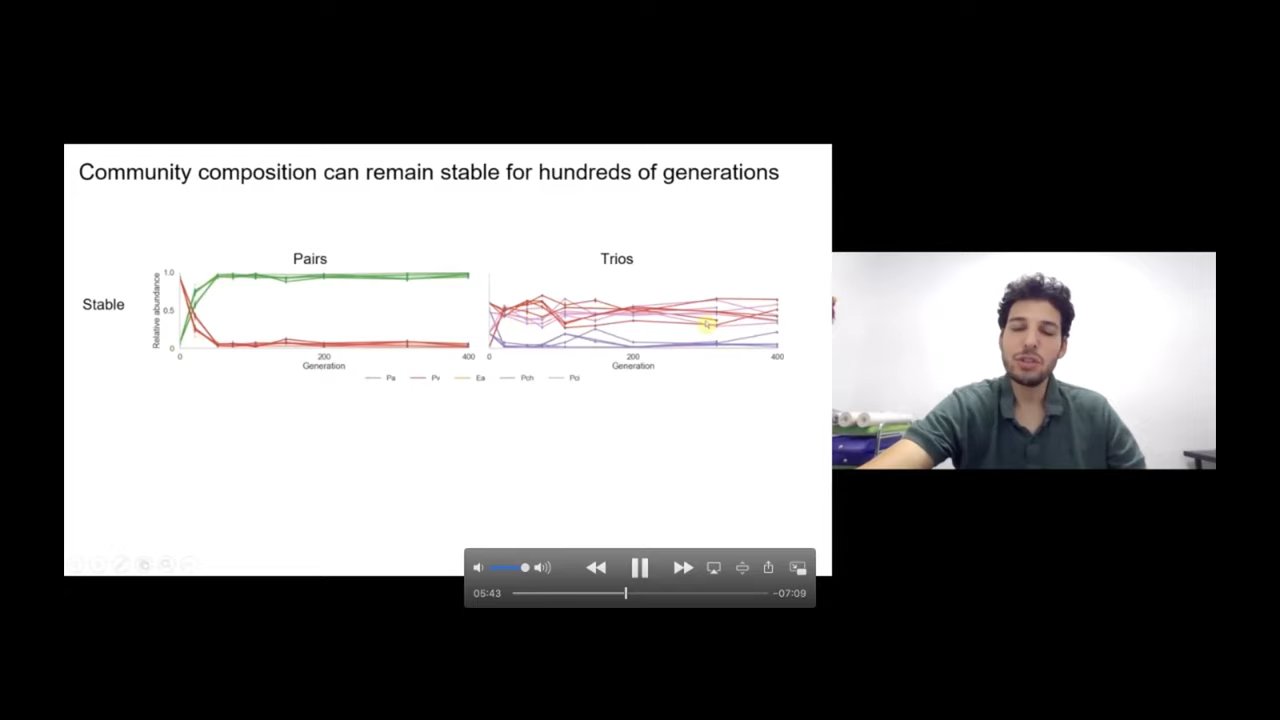 Community composition can remain stable for hundreds of generations
Pairs
Trios
Stable
Relative abundance
1.0
0.5
0
0
200
400
Generation
0
200
400
Generation
Pa
Pv
Ea
Pch
Pci
05:43
-07:09